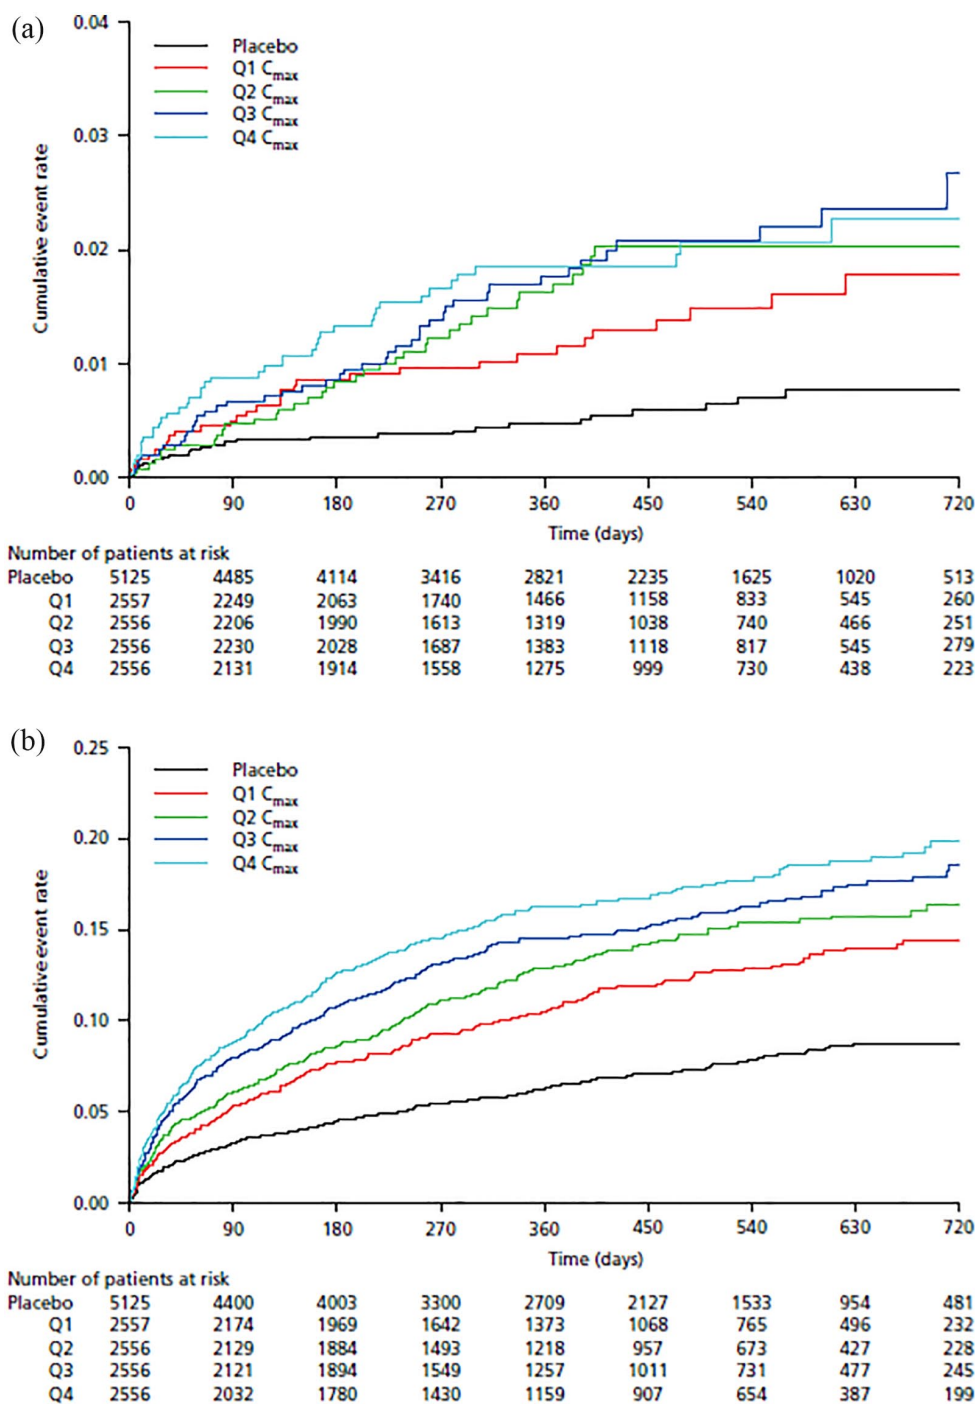 (a)
0.04
0.03
0.02
0.01
0.00
Cumulative event rate
Placebo
Q1 Cmax
Q2 Cmax
Q3 Cmax
Q4 Cmax
0 90 180 270 360 450 540 630 720
Time (days)
Number of patients at risk
Placebo 5125 4485 4114 3416 2821 2235 1625 1020 513
Q1 2557 2249 2063 1740 1466 1158 833 545 260
Q2 2556 2206 1990 1613 1319 1038 740 466 251
Q3 2556 2230 2028 1687 1383 1118 817 545 279
Q4 2556 2131 1914 1558 1275 999 730 438 223
(b)
0.25
0.20
0.15
0.10
0.05
0.00
Cumulative event rate
Placebo
Q1 Cmax
Q2 Cmax
Q3 Cmax
Q4 Cmax
0 90 180 270 360 450 540 630 720
Time (days)
Number of patients at risk
Placebo 5125 4400 4003 3300 2709 2127 1533 954 481
Q1 2557 2174 1969 1642 1373 1068 765 496 232
Q2 2556 2129 1884 1493 1218 957 673 427 228
Q3 2556 2121 1894 1549 1257 1011 731 477 245
Q4 2556 2032 1780 1430 1159 907 654 387 199